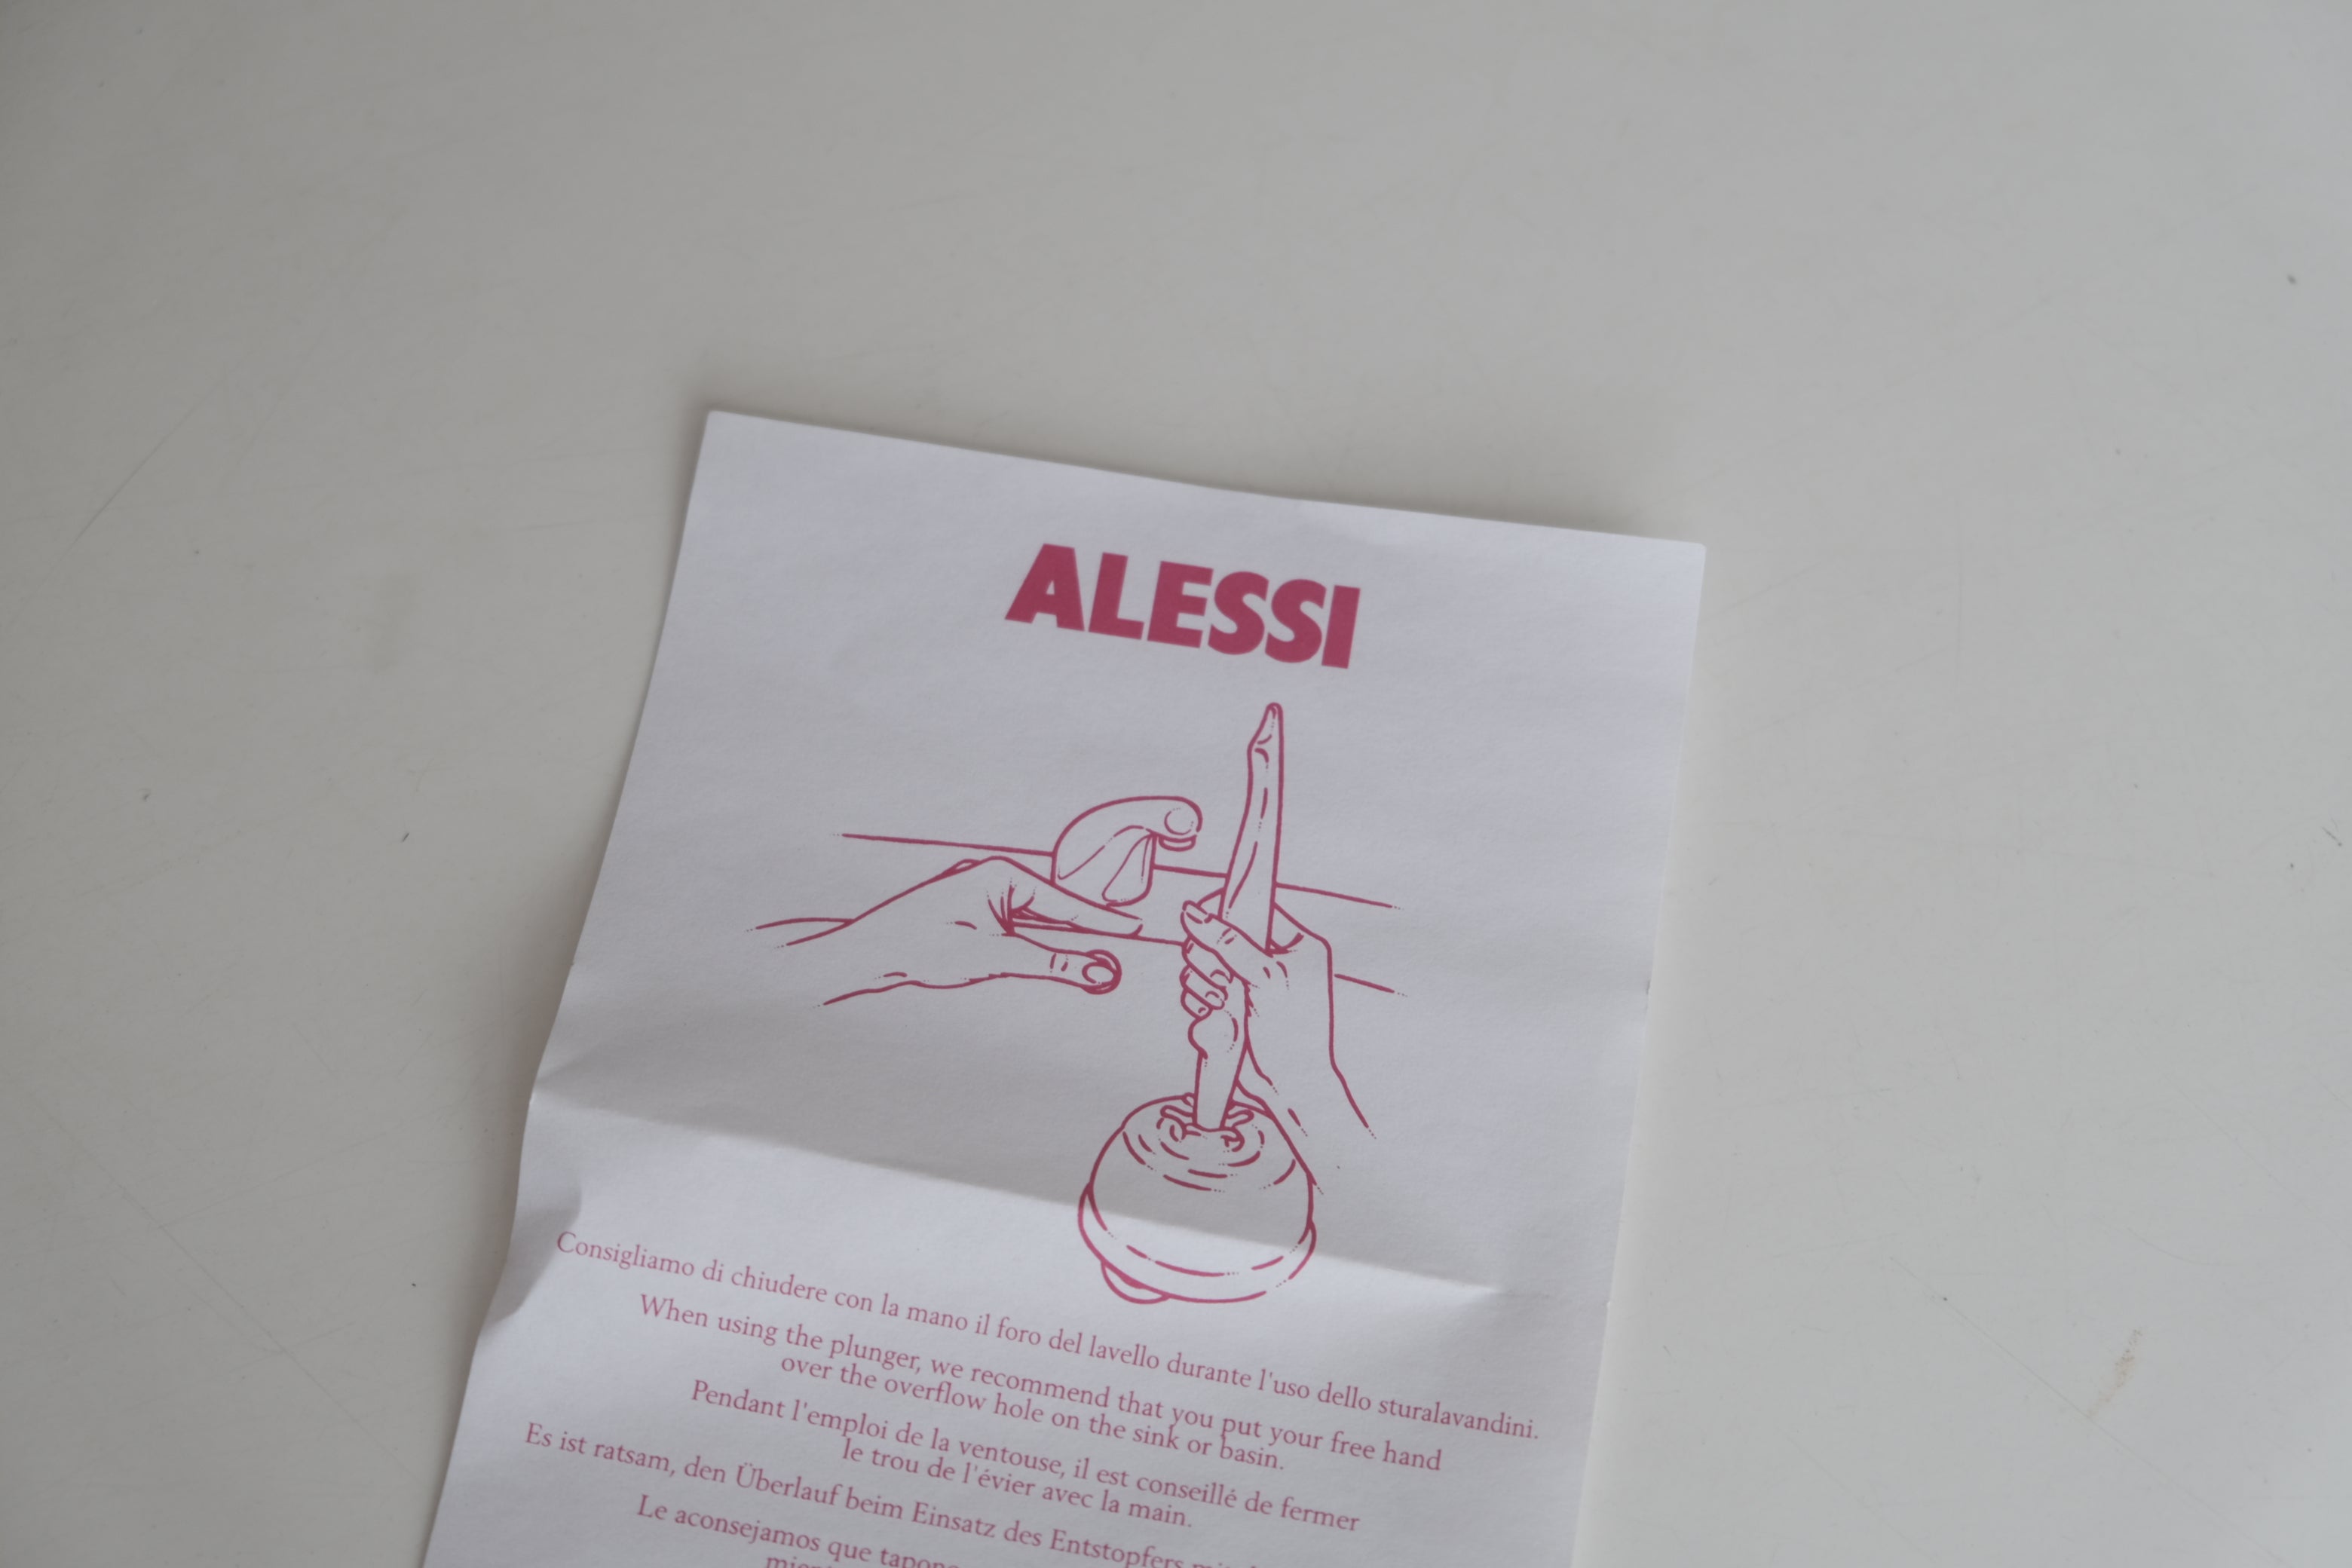 ALESSI
Consigliamo di chiudere con la mano il foro del lavello durante l'uso dello sturalavandini.
When using the plunger, we recommend that you put your free hand
over the overflow hole on the sink or basin.
Pendant l'emploi de la ventouse, il est conseillé de fermer
le trou de l'évier avec la main.
Es ist ratsam, den Überlauf beim Einsatz des Entstopfers
Le aconsejamos que